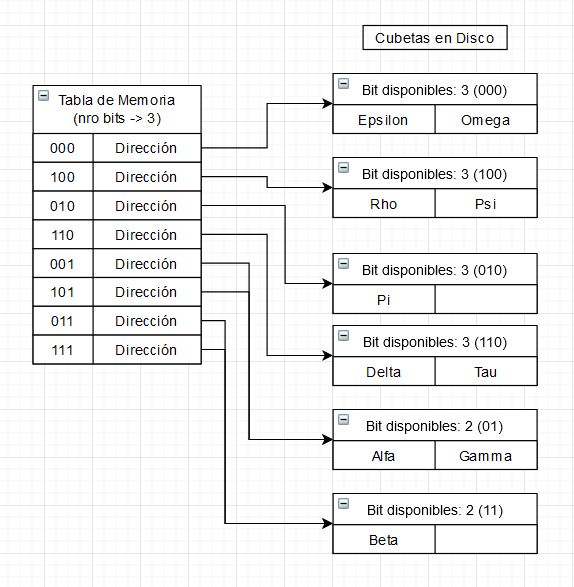 Cubetas en Disco
Tabla de Memoria
(nro bits -> 3)
000 Dirección
100 Dirección
010 Dirección
110 Dirección
001 Dirección
101 Dirección
011 Dirección
111 Dirección
Bit disponibles: 3 (000)
Epsilon Omega
Bit disponibles: 3 (100)
Rho Psi
Bit disponibles: 3 (010)
Pi
Bit disponibles: 3 (110)
Delta Tau
Bit disponibles: 2 (01)
Alfa Gamma
Bit disponibles: 2 (11)
Beta